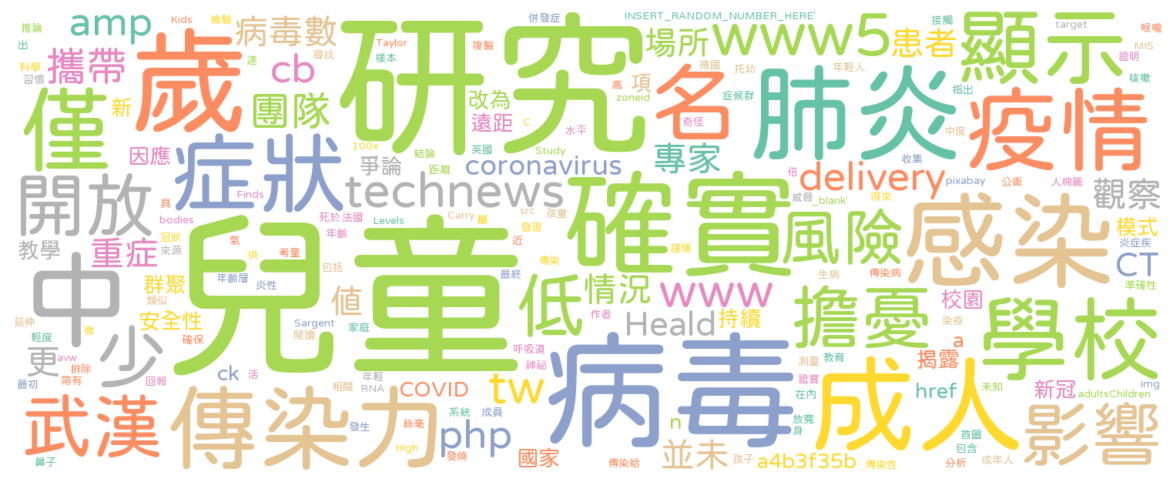 推論
amp
Kids
病毒數
檢驗
併發症
INSERT_RANDOM_NUMBER_HERE'
接觸
target
出
攜帶
Taylor
複製
場所
www5
患者
顯示
喉嚨
MIS
科學
習慣
速
尋找
樣本
德國
托幼
年輕人
證明
咳嗽
cb
歲
研究
名
肺炎
疫情
僅
新
團隊
改為
高
項
zoneid
症候群
指出
因應
症狀
100x
遠距
C
水平
奇怪
爭論
結論
距離
英國
Study
專家
倍
收集
公衛
人棉籤
coronavirus
delivery
pixabay
開放
technews
威脅
_blank'
得來
觀察
具
Finds
Carry
屬
src
孩童
確實
風險
感染
教學
重症
bodies
死於
法國
Levels
發現
謹慎
模式
冠狀
來源
氣
供
考量
年齡
近
傳染
生病
傳染病
炎症疾
CT
中
少
群聚
年齡層
炎性
包括
兒童
最終
低
情況
www
準確性
類似
值
作者
擔憂
校園
學校
延伸
微
安全性
Sargent
家庭
Heald
持續
染疫
輕度
確保
閱讀
呼吸道
神祕
a
更
avw
排除
ck
活
年輕
RNA
測量
教育
揭露
最初
帶有
回報
相關
COVID
tw
病毒
證實
在內
href
未知
新冠
img
adultsChildren
武漢
傳染力
發生
系統
成員
絲毫
n
成人
放寬
身
影響
php
High
並未
孩子
首圖
包含
鼻子
發燒
國家
傳染給
a4b3f35b
傳染性
成年人
分析
中度